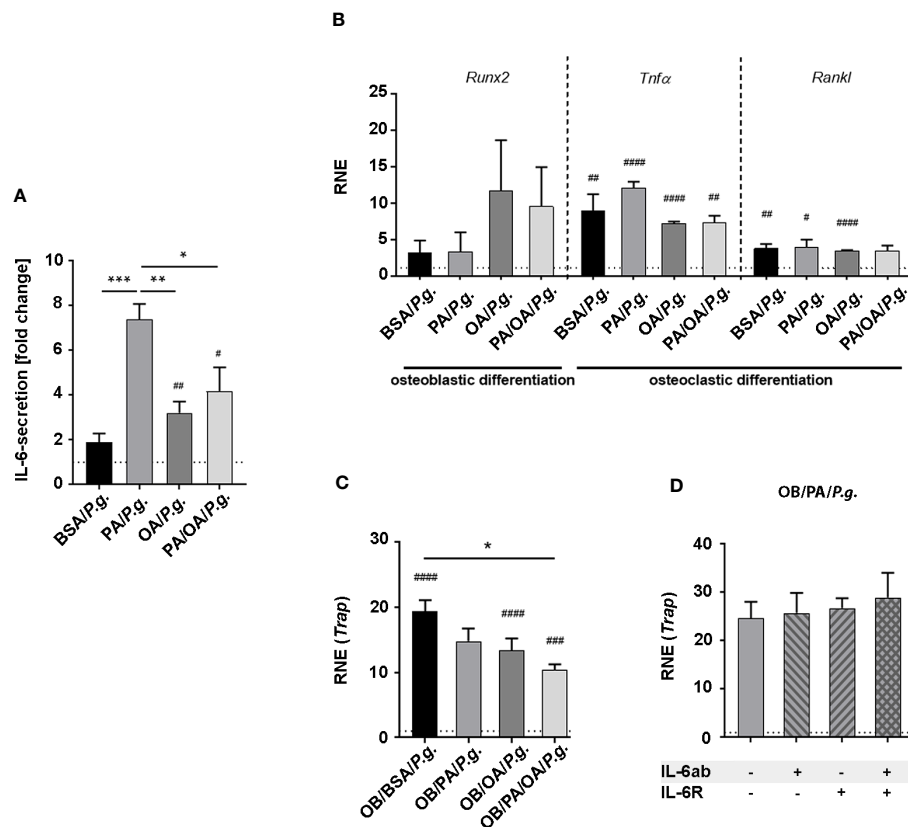 A
IL-6-secretion [fold change]
10
8
6
4
2
0
***
**
*
##
#
BSA/P.g.
PA/P.g.
OA/P.g.
PA/OA/P.g.
B
Runx2
Tnfα
Rankl
RNE
25
20
15
10
5
0
##
####
####
##
##
#
####
BSA/P.g.
PA/P.g.
OA/P.g.
PA/OA/P.g.
BSA/P.g.
PA/P.g.
OA/P.g.
PA/OA/P.g.
BSA/P.g.
PA/P.g.
OA/P.g.
PA/OA/P.g.
osteoblastic differentiation
osteoclastic differentiation
C
RNE (Trap)
30
20
10
0
*
####
####
###
OB/BSA/P.g.
OB/PA/P.g.
OB/OA/P.g.
OB/PA/OA/P.g.
D
OB/PA/P.g.
RNE (Trap)
40
30
20
10
0
IL-6ab - + - +
IL-6R - - + +